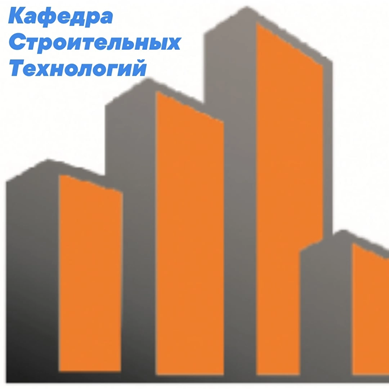 Кафедра
Строительных
Технологий